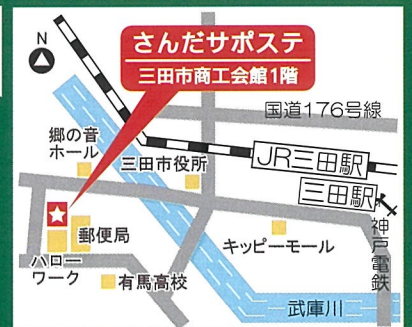 さんだサポステ
三田市商工会館1階
N
国道176号線
郷の音
ホール
三田市役所
JR三田駅
三田駅
神戸電鉄
郵便局
キッピーモール
ハロー
ワーク
有馬高校
武庫川